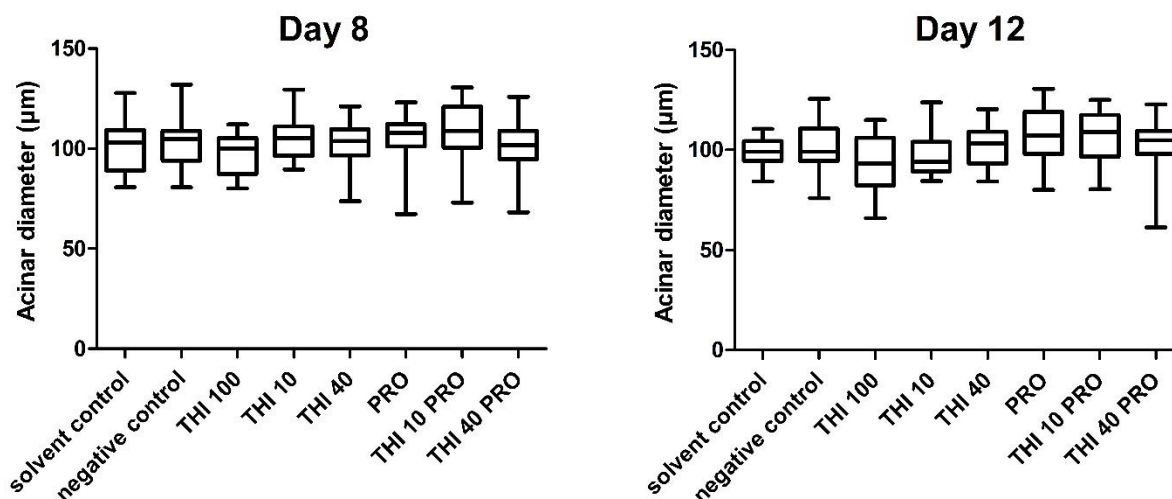 Day 8
Acinar diameter (µm)
150
100
50
0
solvent control
negative control
THI 100
THI 10
THI 40
PRO
THI 10 PRO
THI 40 PRO
Day 12
Acinar diameter (µm)
150
100
50
0
solvent control
negative control
THI 100
THI 10
THI 40
PRO
THI 10 PRO
THI 40 PRO